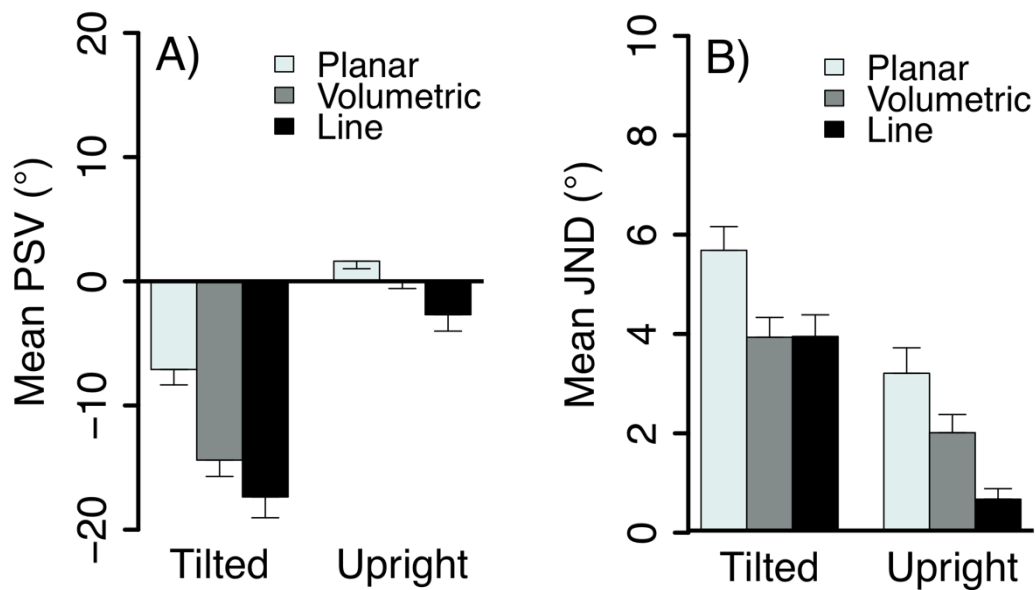 A)
Planar
Volumetric
Line
Mean PSV (°)
20
10
0
−10
−20
Tilted Upright
B)
Planar
Volumetric
Line
Mean JND (°)
10
8
6
4
2
0
Tilted Upright